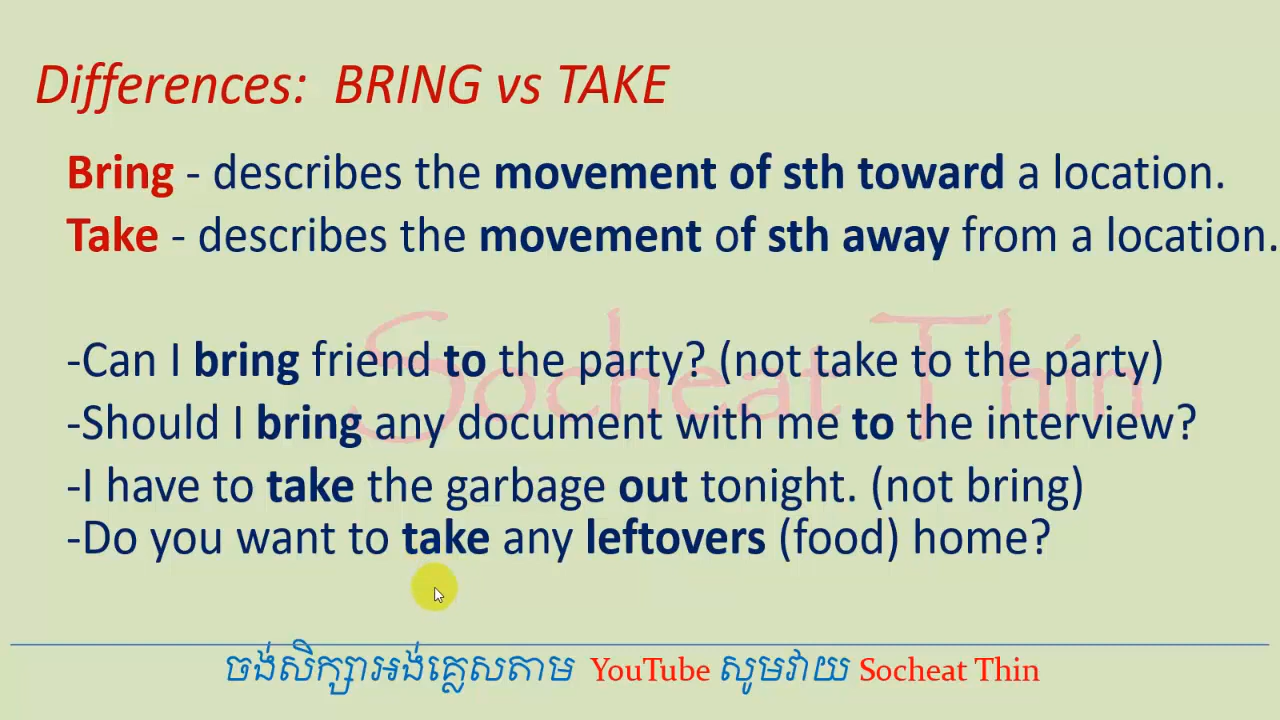 Differences: BRING vs TAKE
Bring - describes the movement of sth toward a location.
Take - describes the movement of sth away from a location.
Socheat Thin
-Can I bring friend to the party? (not take to the party)
-Should I bring any document with me to the interview?
-I have to take the garbage out tonight. (not bring)
-Do you want to take any leftovers (food) home?
ចង់សិក្សាអង់គ្លេសតាម YouTube សូមវាយ Socheat Thin